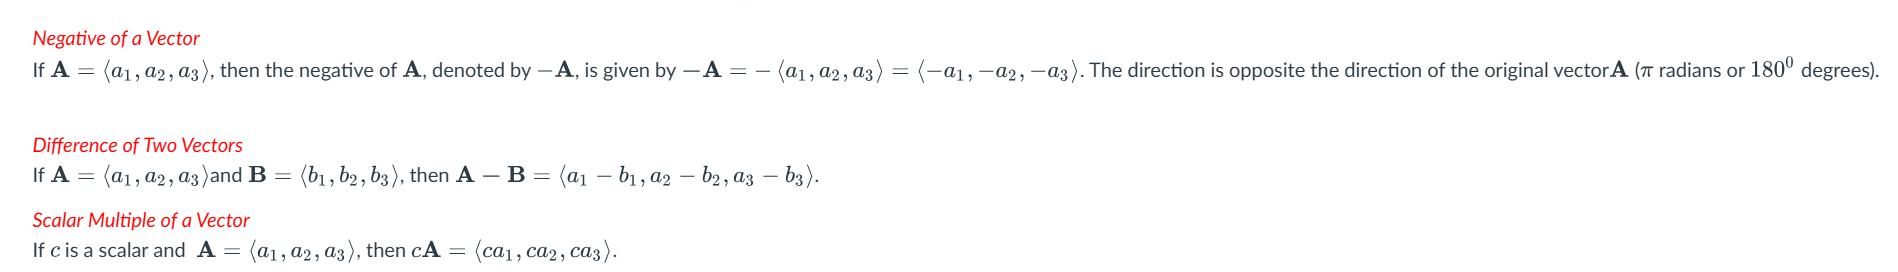 Negative of a Vector
If A = ⟨a₁, a₂, a₃⟩, then the negative of A, denoted by −A, is given by −A = − ⟨a₁, a₂, a₃⟩ = ⟨−a₁, −a₂, −a₃⟩. The direction is opposite the direction of the original vectorA (π radians or 180⁰ degrees).
Difference of Two Vectors
If A = ⟨a₁, a₂, a₃⟩and B = ⟨b₁, b₂, b₃⟩, then A − B = ⟨a₁ − b₁, a₂ − b₂, a₃ − b₃⟩.
Scalar Multiple of a Vector
If c is a scalar and A = ⟨a₁, a₂, a₃⟩, then cA = ⟨ca₁, ca₂, ca₃⟩.